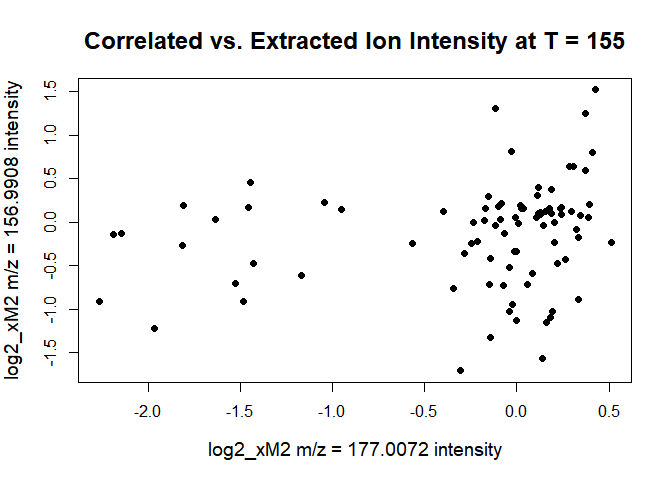 Correlated vs. Extracted Ion Intensity at T = 155
log2_xM2 m/z = 156.9908 intensity
1.5
1.0
0.5
0.0
-0.5
-1.0
-1.5
-2.0 -1.5 -1.0 -0.5 0.0 0.5
log2_xM2 m/z = 177.0072 intensity